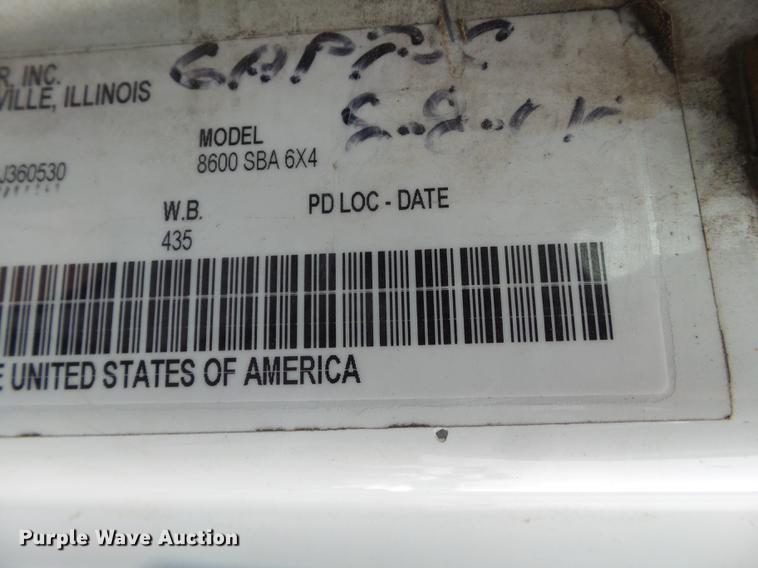 R, INC.
VILLE, ILLINOIS
MODEL
8600 SBA 6X4
J360530
W.B.
435
PD LOC - DATE
E UNITED STATES OF AMERICA
Purple Wave Auction